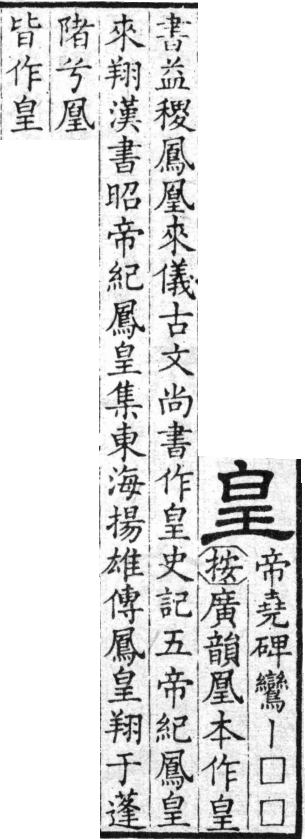 皇
帝堯碑鸞丨□□
按廣韻凰本作皇
書益稷鳳凰來儀古文尚書作皇史記五帝紀鳳皇
來翔漢書昭帝紀鳳皇集東海揚雄傳鳳皇翔于蓬
陼兮凰
皆作皇